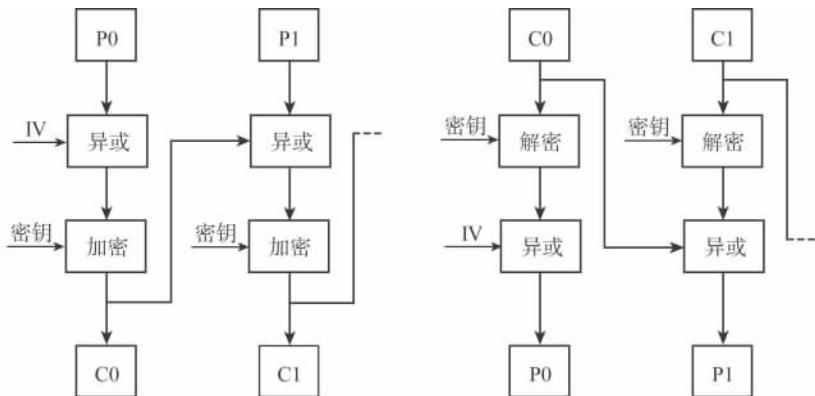 P0 P1 C0 C1
IV 异或 异或 密钥 解密 密钥 解密
密钥 加密 密钥 加密 IV 异或 异或
C0 C1 P0 P1